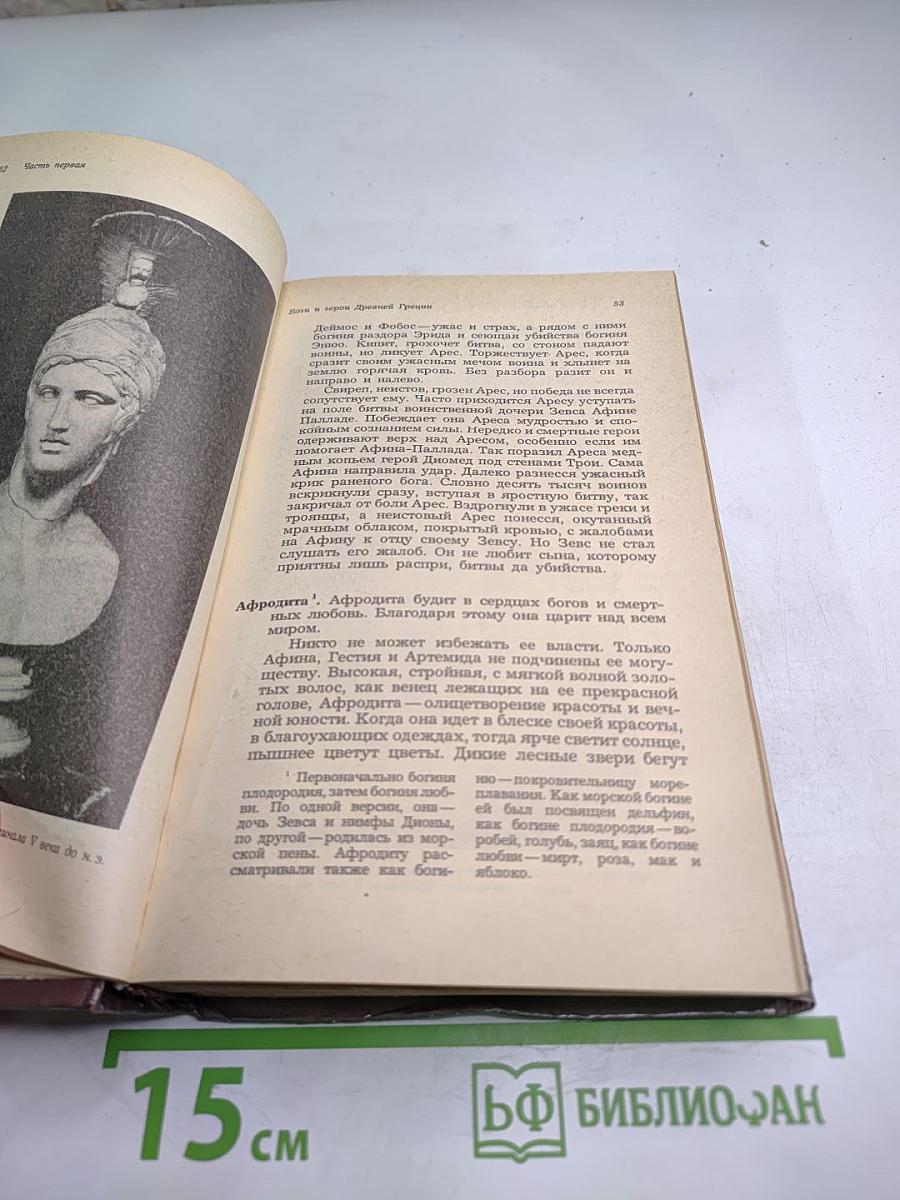 52 Часть первая
чинала V века до н. э.
Боги и герои Древней Греции 53
Деймос и Фобос—ужас и страх, а рядом с ними
богиня раздора Эрида и сеющая убийства богиня
Энюо. Кипит, грохочет битва, со стоном падают
воины, но ликует Арес. Торжествует Арес, когда
сразит своим ужасным мечом воина и хлынет на
землю горячая кровь. Без разбора разит он и
направо и налево.
Свиреп, неистов, грозен Арес, но победа не всегда
сопутствует ему. Часто приходится Аресу уступать
на поле битвы воинственной дочери Зевса Афине
Палладе. Побеждает она Ареса мудростью и спо-
койным сознанием силы. Нередко и смертные герои
одерживают верх над Аресом, особенно если им
помогает Афина-Паллада. Так поразил Ареса мед-
ным копьем герой Диомед под стенами Трои. Сама
Афина направила удар. Далеко разнесся ужасный
крик раненого бога. Словно десять тысяч воинов
вскрикнули сразу, вступая в яростную битву, так
закричал от боли Арес. Вздрогнули в ужасе греки и
троянцы, а неистовый Арес понесся, окутанный
мрачным облаком, покрытый кровью, с жалобами
на Афину к отцу своему Зевсу. Но Зевс не стал
слушать его жалоб. Он не любит сына, которому
приятны лишь распри, битвы да убийства.
Афродита¹. Афродита будит в сердцах богов и смерт-
ных любовь. Благодаря этому она царит над всем
миром.
Никто не может избежать ее власти. Только
Афина, Гестия и Артемида не подчинены ее могу-
ществу. Высокая, стройная, с мягкой волной золо-
тых волос, как венец лежащих на ее прекрасной
голове, Афродита—олицетворение красоты и веч-
ной юности. Когда она идет в блеске своей красоты,
в благоухающих одеждах, тогда ярче светит солнце,
пышнее цветут цветы. Дикие лесные звери бегут
¹ Первоначально богиня
плодородия, затем богиня люб-
ви. По одной версии, она—
дочь Зевса и нимфы Дионы,
по другой—родилась из мор-
ской пены. Афродиту рас-
сматривали также как боги-
ню—покровительницу море-
плавания. Как морской богине
ей был посвящен дельфин,
как богине плодородия—во-
робей, голубь, заяц, как богине
любви—мирт, роза, мак и
яблоко.
15 см
БФ БИБЛИОФАН